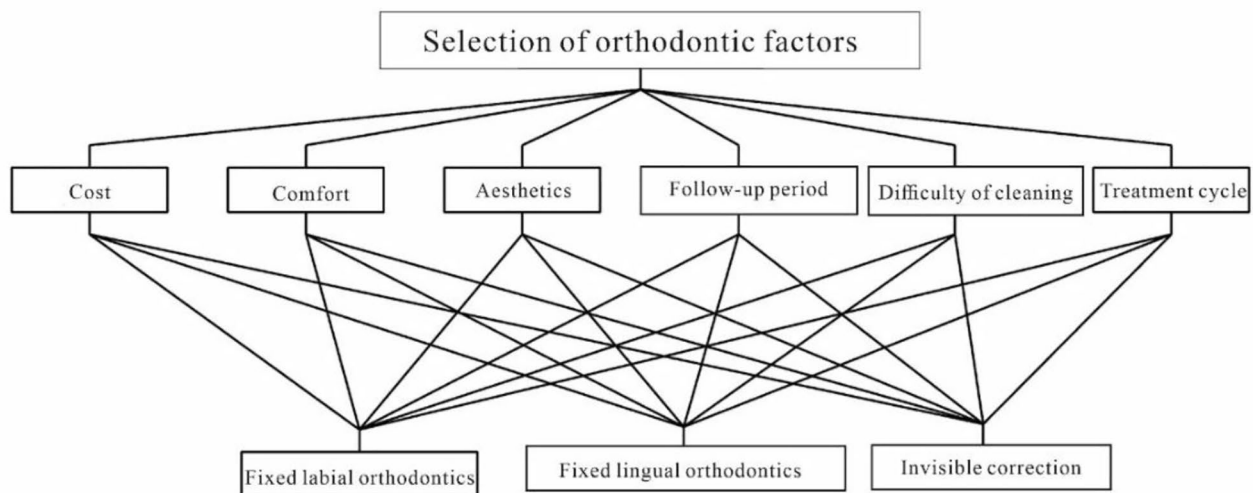 Selection of orthodontic factors
Cost
Comfort
Aesthetics
Follow-up period
Difficulty of cleaning
Treatment cycle
Fixed labial orthodontics
Fixed lingual orthodontics
Invisible correction